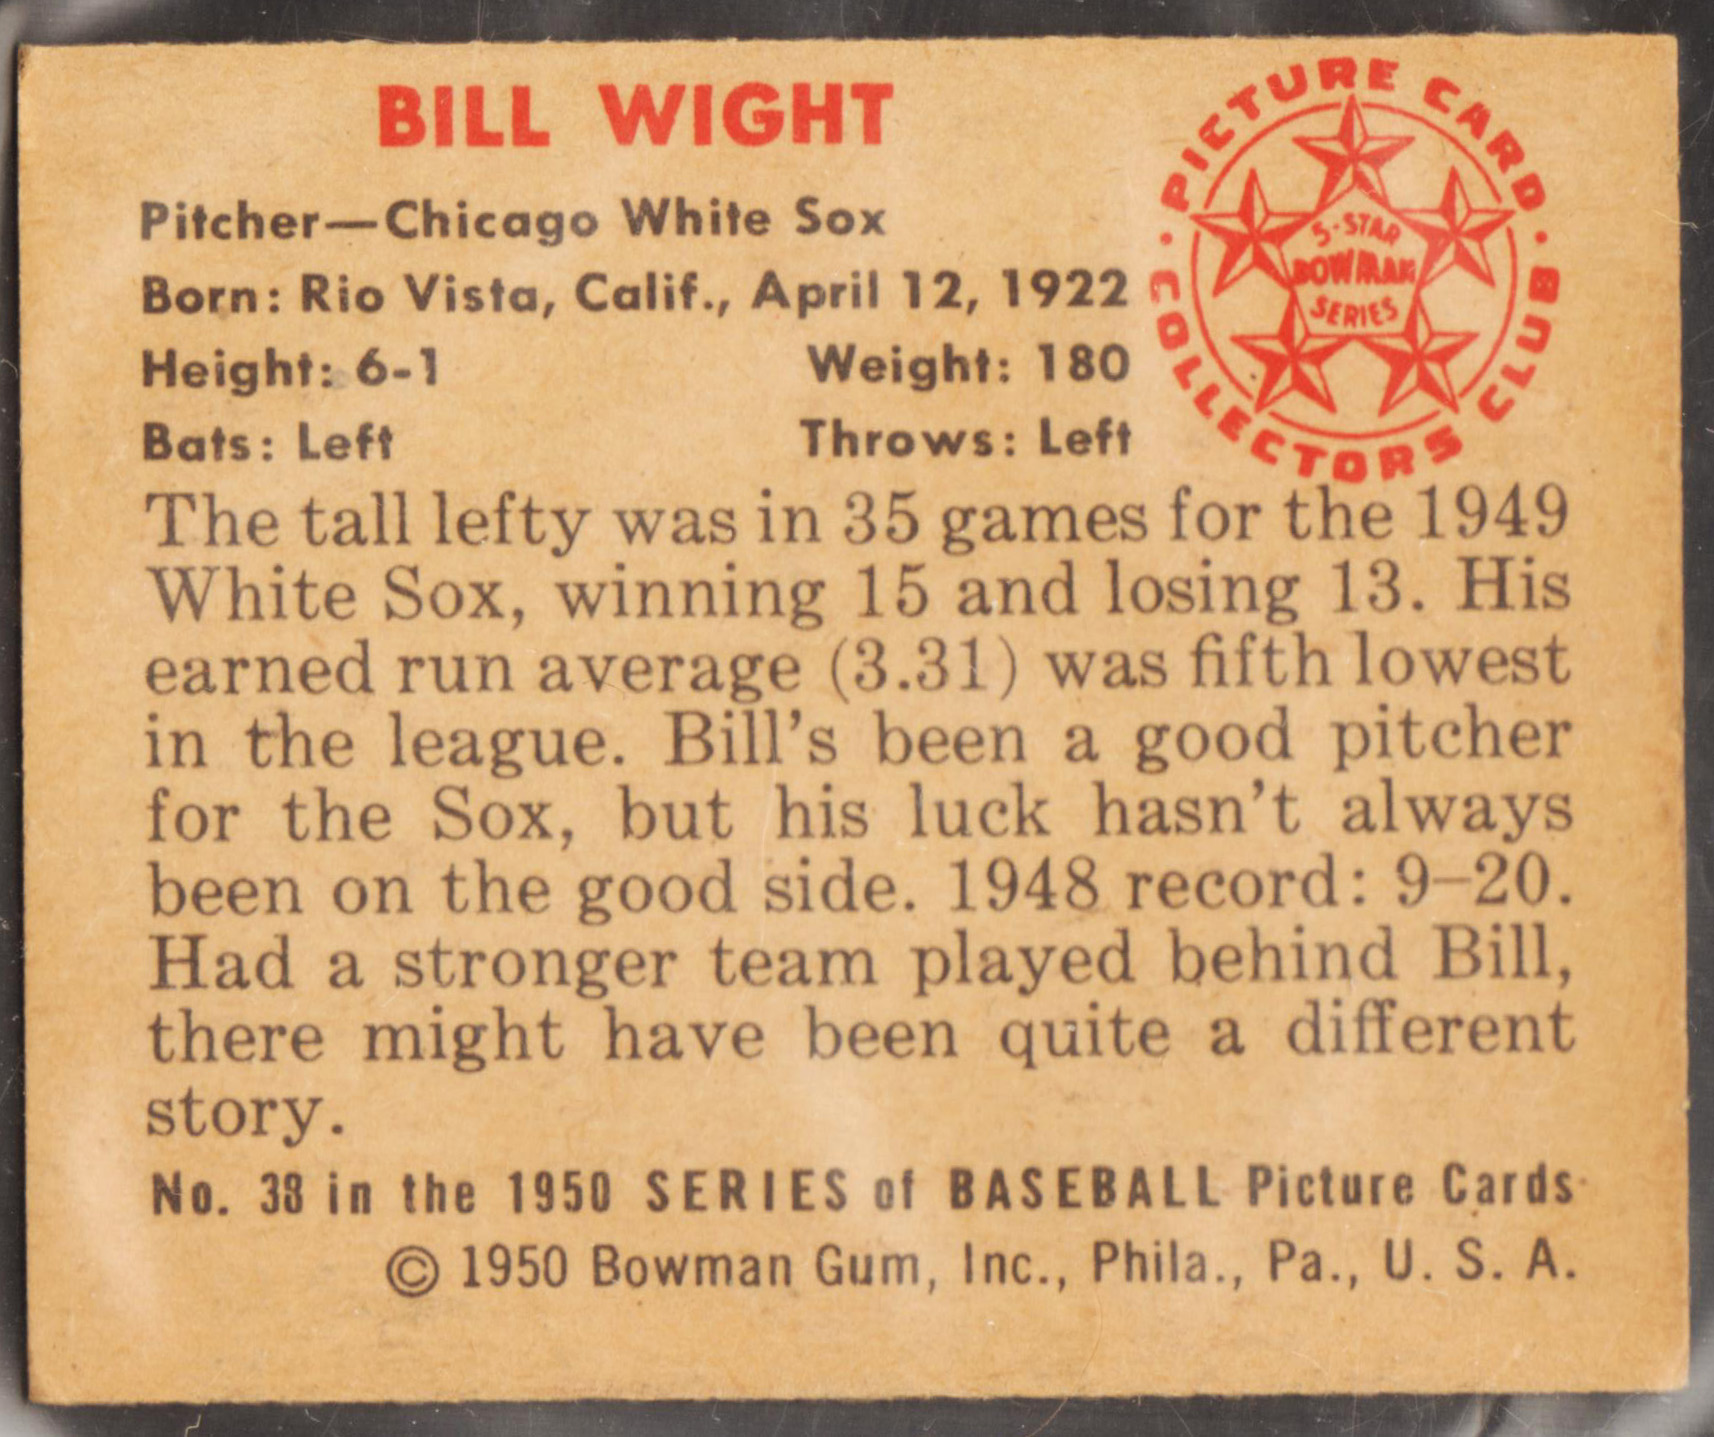 BILL WIGHT
Pitcher—Chicago White Sox
Born: Rio Vista, Calif., April 12, 1922
Height: 6-1 Weight: 180
Bats: Left Throws: Left
PICTURE CARD
COLLECTORS CLUB
5-STAR
BOWMAN
SERIES
The tall lefty was in 35 games for the 1949
White Sox, winning 15 and losing 13. His
earned run average (3.31) was fifth lowest
in the league. Bill's been a good pitcher
for the Sox, but his luck hasn't always
been on the good side. 1948 record: 9–20.
Had a stronger team played behind Bill,
there might have been quite a different
story.
No. 38 in the 1950 SERIES of BASEBALL Picture Cards
© 1950 Bowman Gum, Inc., Phila., Pa., U. S. A.